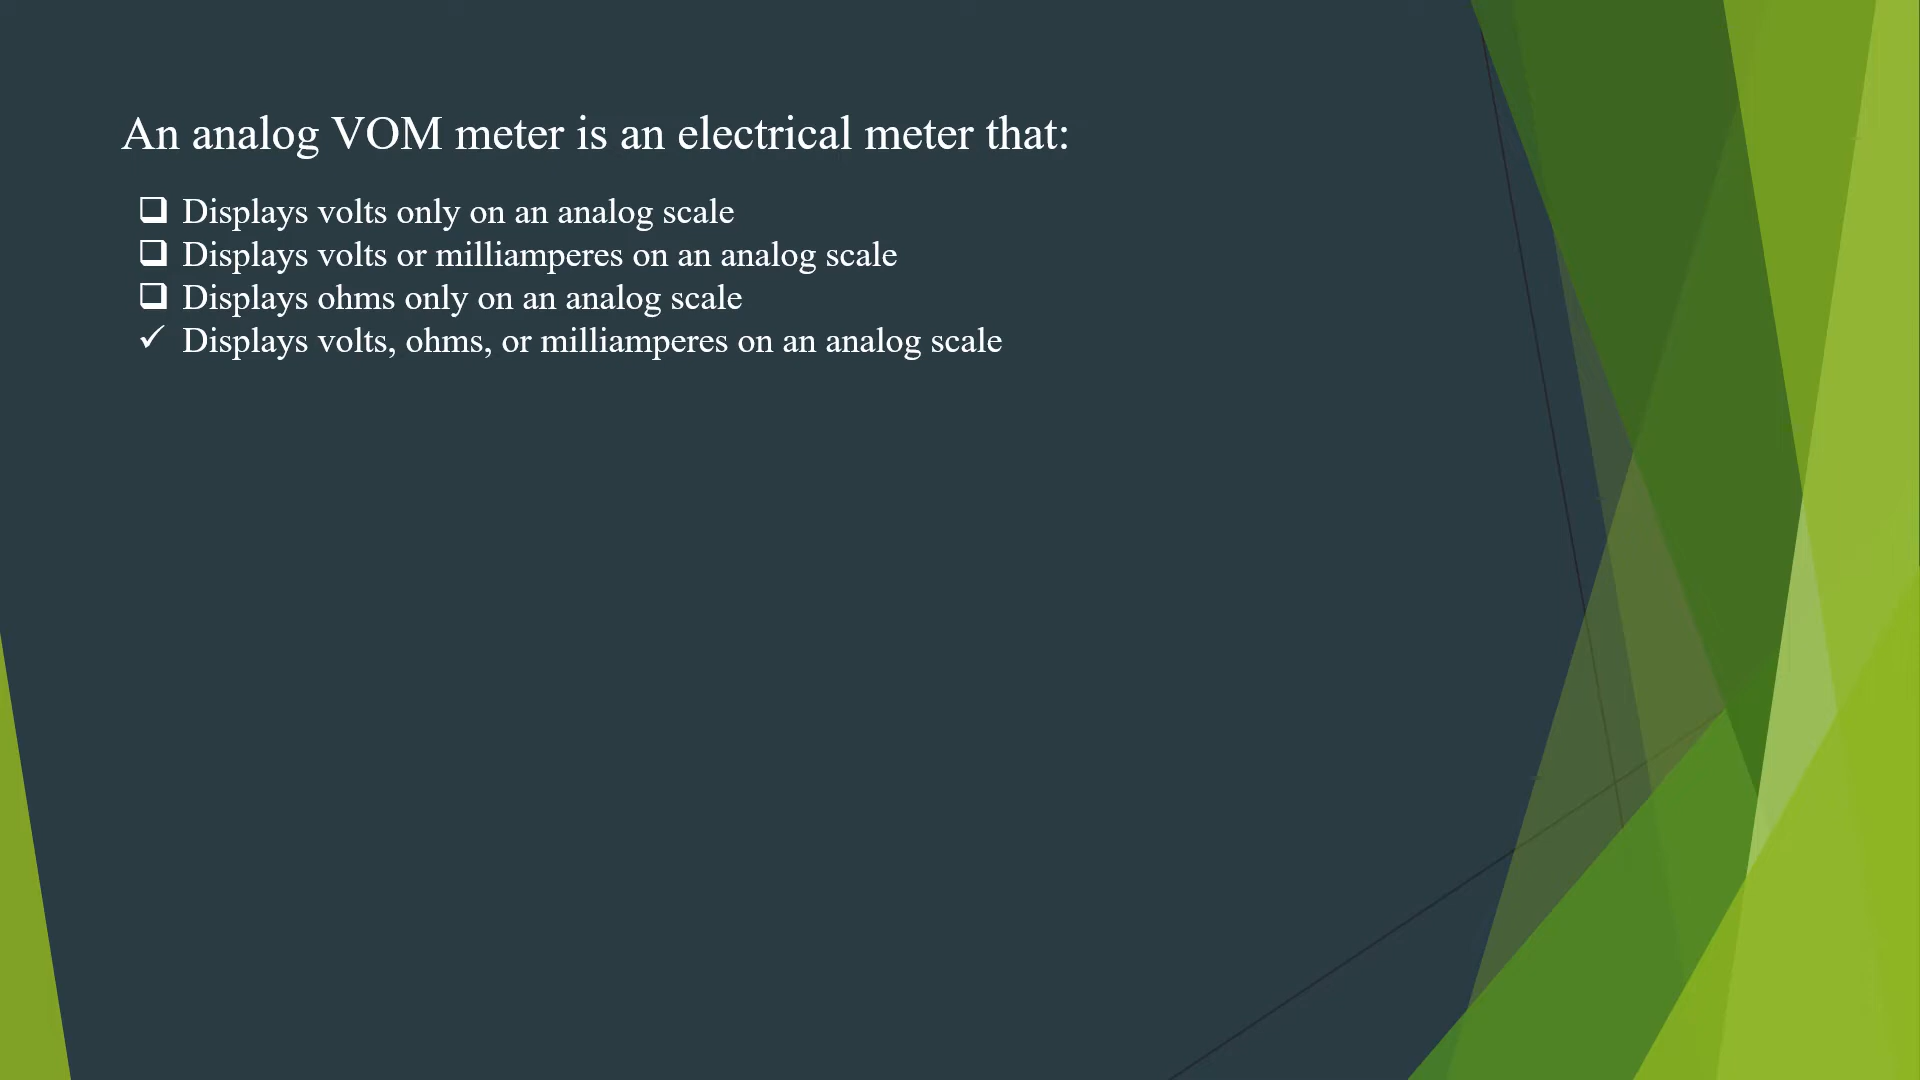 An analog VOM meter is an electrical meter that:
❑ Displays volts only on an analog scale
❑ Displays volts or milliamperes on an analog scale
❑ Displays ohms only on an analog scale
✓ Displays volts, ohms, or milliamperes on an analog scale